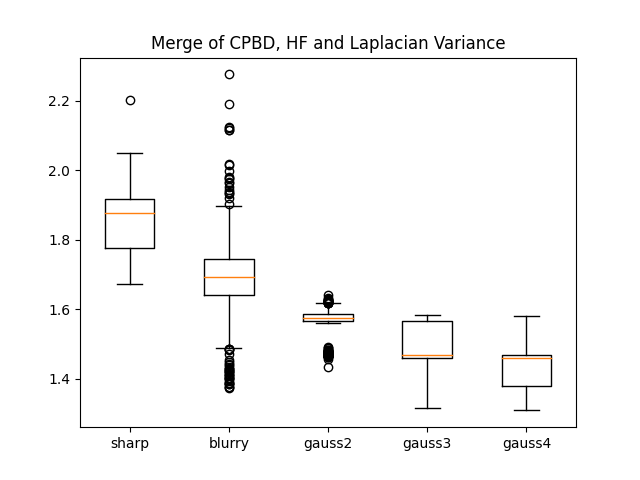 Merge of CPBD, HF and Laplacian Variance
2.2
2.0
1.8
1.6
1.4
sharp
blurry
gauss2
gauss3
gauss4